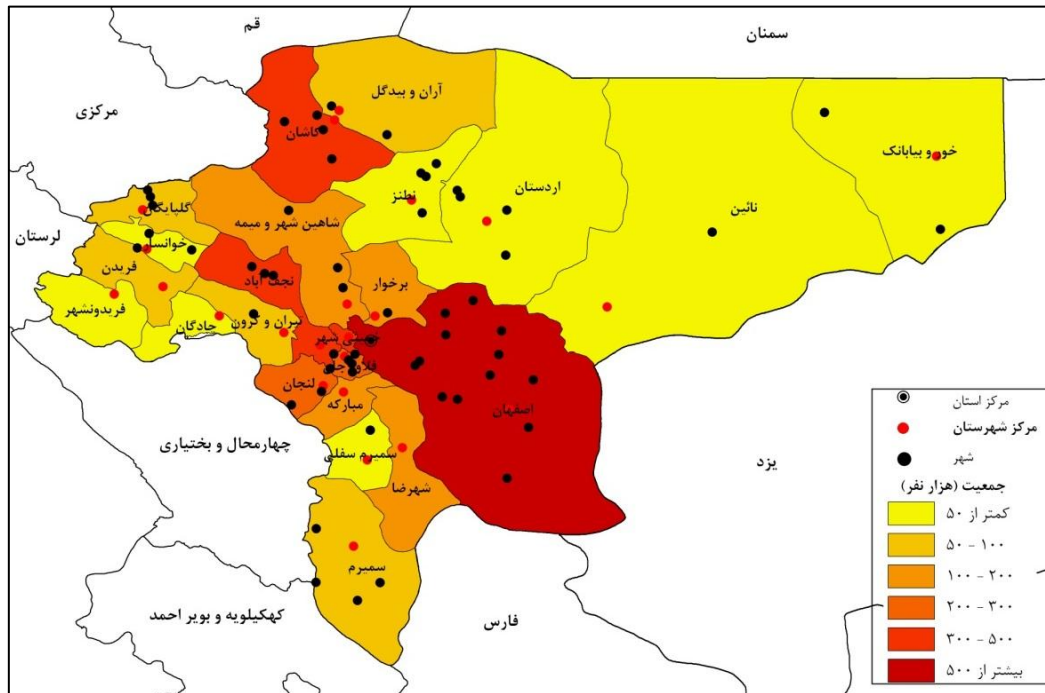 قم
سمنان
مرکزی
لرستان
آران و بیدگل
کاشان
خور و بیابانک
نطنز
اردستان
نائین
گلپایگان
شاهین شهر و میمه
خوانسار
فریدن
نجف آباد
برخوار
فریدونشهر
چادگان
تیران و کرون
خمینی شهر
فلاورجان
لنجان
مبارکه
اصفهان
چهارمحال و بختیاری
سمیرم سفلی
شهرضا
یزد
سمیرم
کهکیلویه و بویر احمد
فارس
مرکز استان
مرکز شهرستان
شهر
جمعیت (هزار نفر)
کمتر از ۵۰
۵۰ - ۱۰۰
۱۰۰ - ۲۰۰
۲۰۰ - ۳۰۰
۳۰۰ - ۵۰۰
بیشتر از ۵۰۰